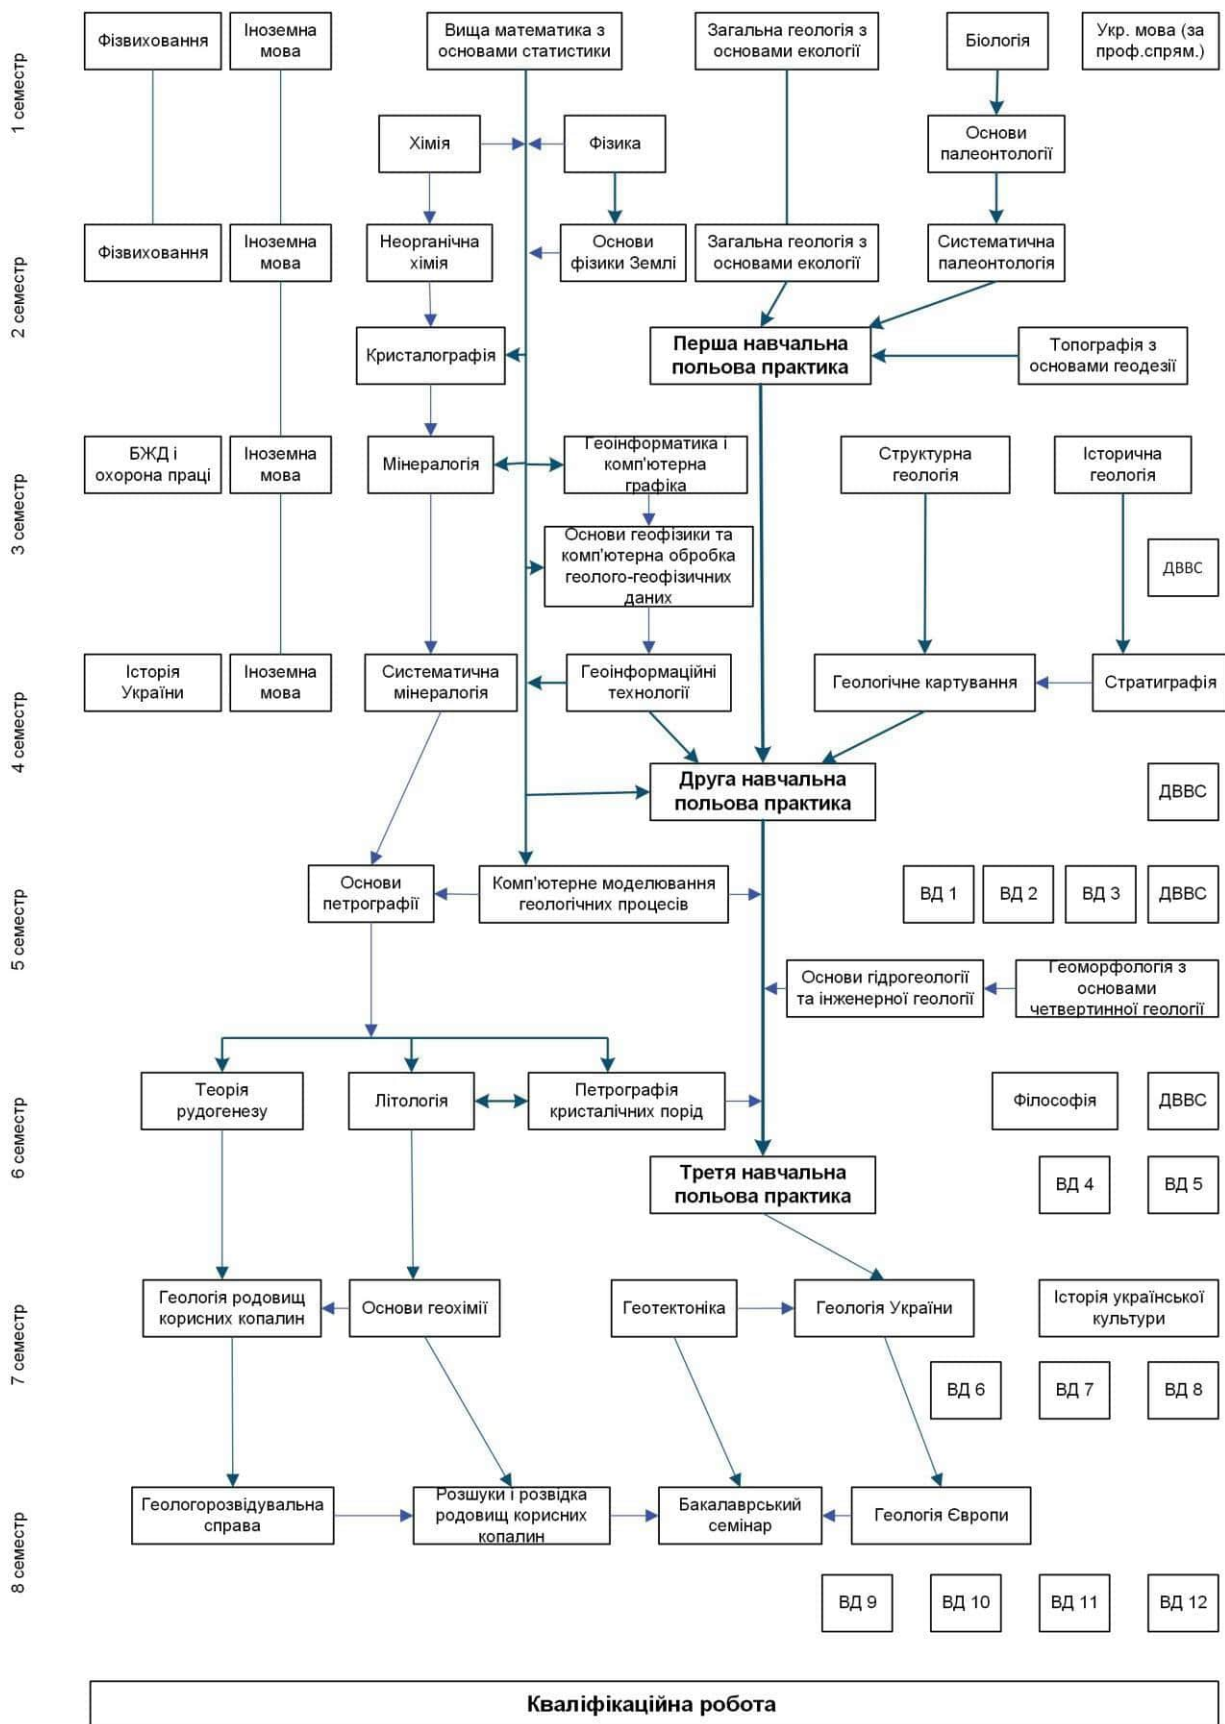 1 семестр
Фізвиховання
Іноземна
мова
Вища математика з
основами статистики
Загальна геологія з
основами екології
Біологія
Укр. мова (за
проф.спрям.)
Хімія
Фізика
Основи
палеонтології
2 семестр
Фізвиховання
Іноземна
мова
Неорганічна
хімія
Основи
фізики Землі
Загальна геологія з
основами екології
Систематична
палеонтологія
Кристалографія
Перша навчальна
польова практика
Топографія з
основами геодезії
3 семестр
БЖД і
охорона праці
Іноземна
мова
Мінералогія
Геоінформатика і
комп'ютерна
графіка
Структурна
геологія
Історична
геологія
Основи геофізики та
комп'ютерна обробка
геолого-геофізичних
даних
ДВВС
4 семестр
Історія
України
Іноземна
мова
Систематична
мінералогія
Геоінформаційні
технології
Геологічне картування
Стратиграфія
Друга навчальна
польова практика
ДВВС
5 семестр
Основи
петрографії
Комп'ютерне моделювання
геологічних процесів
ВД 1
ВД 2
ВД 3
ДВВС
Основи гідрогеології
та інженерної геології
Геоморфологія з
основами
четвертинної геології
6 семестр
Теорія
рудогенезу
Літологія
Петрографія
кристалічних порід
Філософія
ДВВС
Третя навчальна
польова практика
ВД 4
ВД 5
7 семестр
Геологія родовищ
корисних копалин
Основи геохімії
Геотектоніка
Геологія України
Історія української
культури
ВД 6
ВД 7
ВД 8
8 семестр
Геологорозвідувальна
справа
Розшуки і розвідка
родовищ корисних
копалин
Бакалаврський
семінар
Геологія Європи
ВД 9
ВД 10
ВД 11
ВД 12
Кваліфікаційна робота